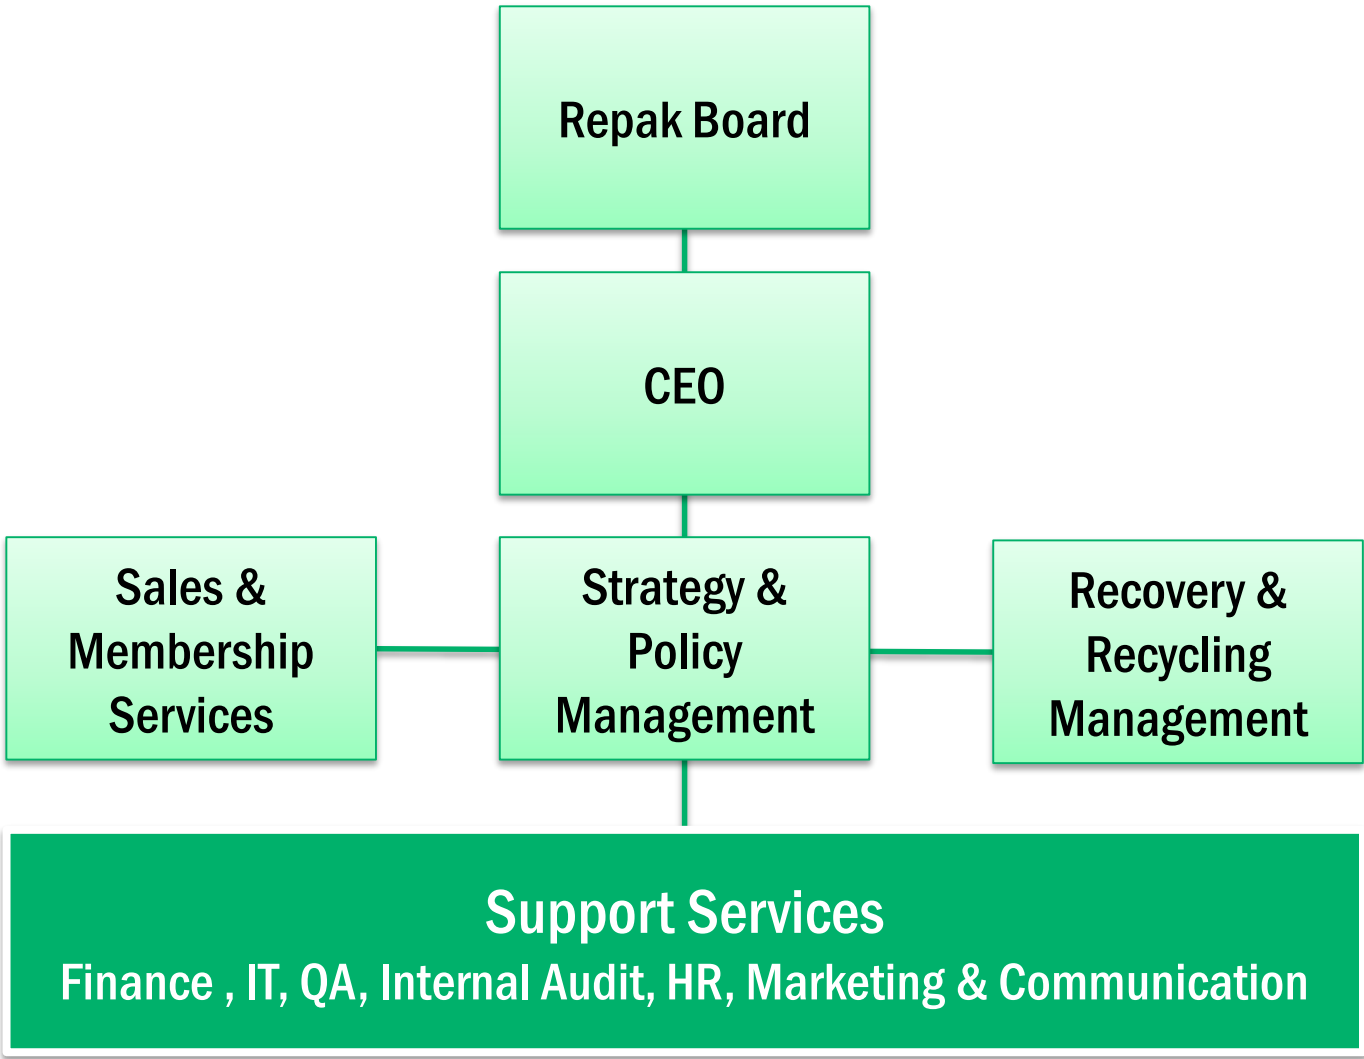 Repak Board
CEO
Sales &
Membership
Services
Strategy &
Policy
Management
Recovery &
Recycling
Management
Support Services
Finance , IT, QA, Internal Audit, HR, Marketing & Communication